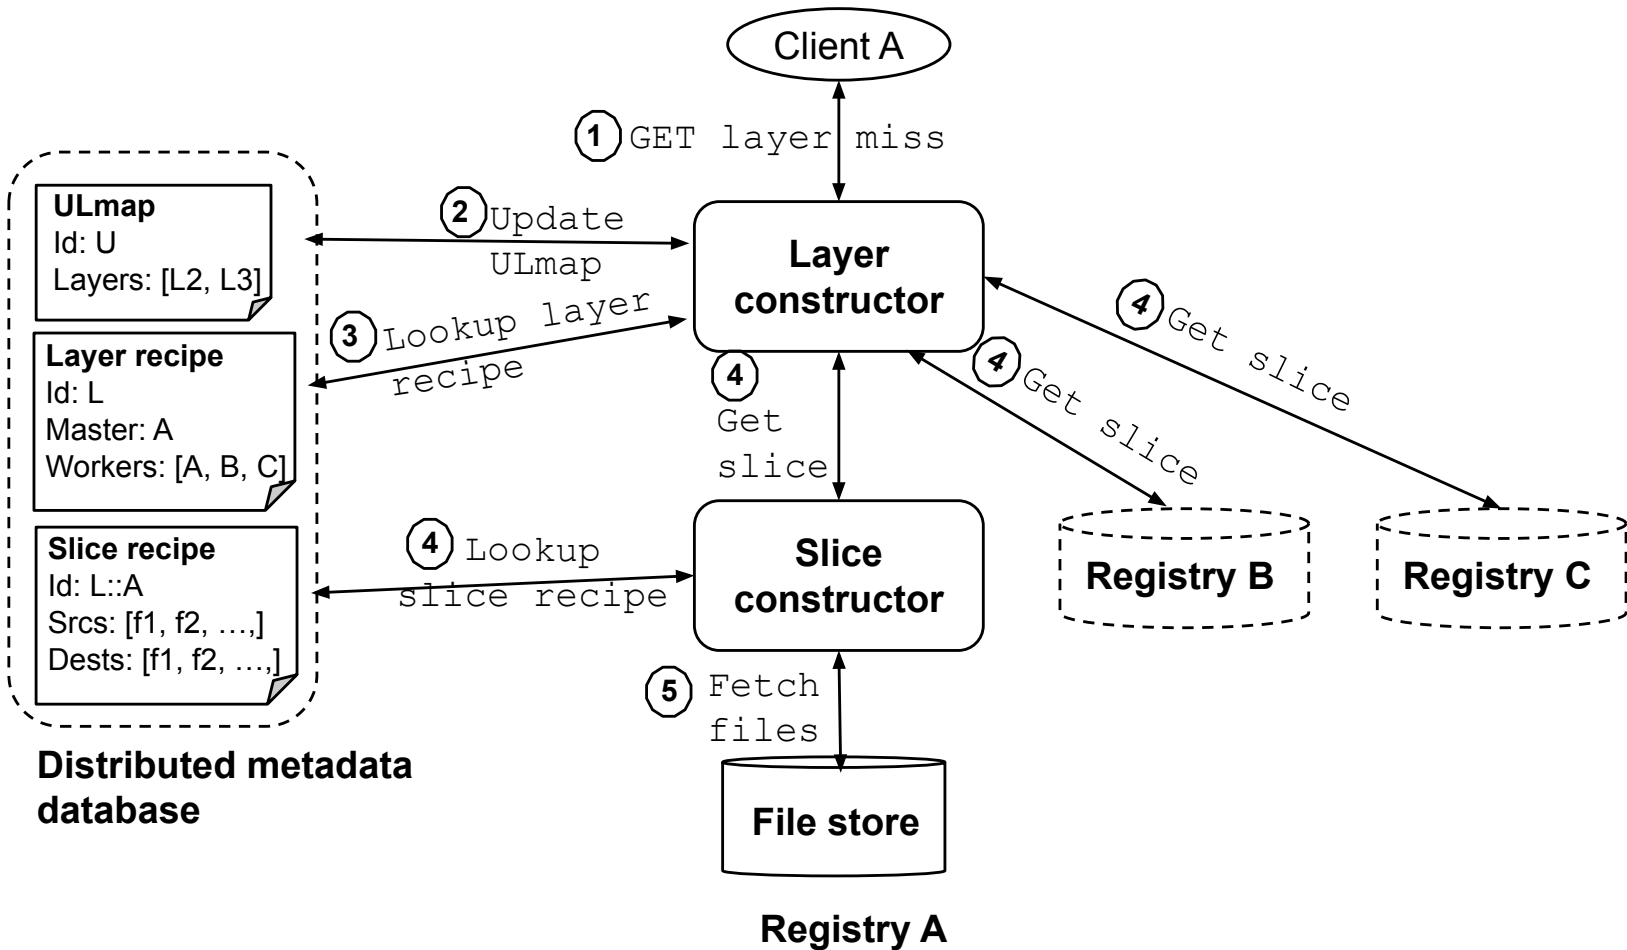 Client A
1 GET layer miss
ULmap
Id: U
Layers: [L2, L3]
2 Update
ULmap
Layer
constructor
3 Lookup layer
recipe
Layer recipe
Id: L
Master: A
Workers: [A, B, C]
4
Get
slice
4 Get slice
4 Get slice
Slice recipe
Id: L::A
Srcs: [f1, f2, …,]
Dests: [f1, f2, …,]
4 Lookup
slice recipe
Slice
constructor
Registry B
Registry C
5 Fetch
files
Distributed metadata
database
File store
Registry A